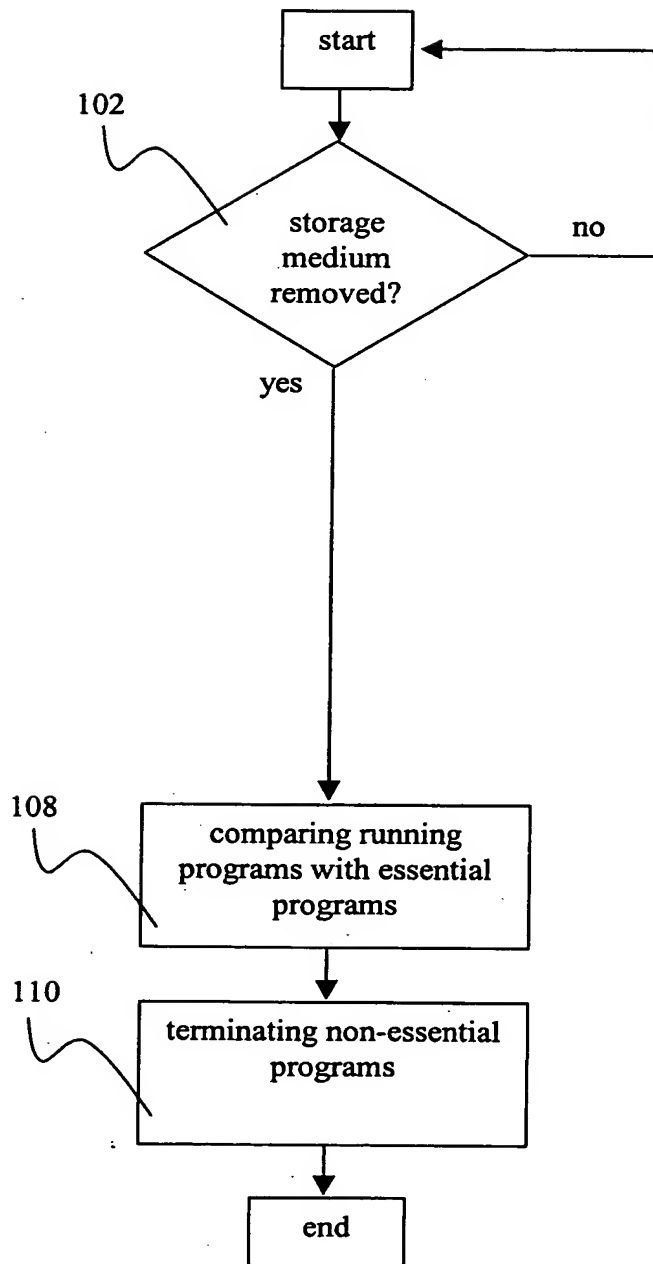 start
102
storage
medium
removed?
no
yes
108
comparing running
programs with essential
programs
110
terminating non-essential
programs
end